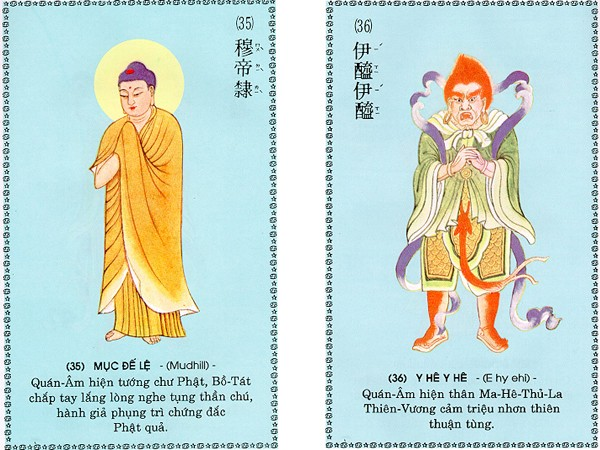 (35)
穆帝隸
(35) MỤC ĐẾ LỆ - (Mudhill) -
Quán-Âm hiện tướng chư Phật, Bồ-Tát
chấp tay lắng lòng nghe tụng thần chú,
hành giả phụng trì chứng đắc
Phật quả.
(36)
伊醯伊醯
(36) Y HÊ Y HÊ - (E hy ehi) -
Quán-Âm hiện thân Ma-Hê-Thủ-La
Thiên-Vương cảm triệu nhơn thiên
thuận tùng.